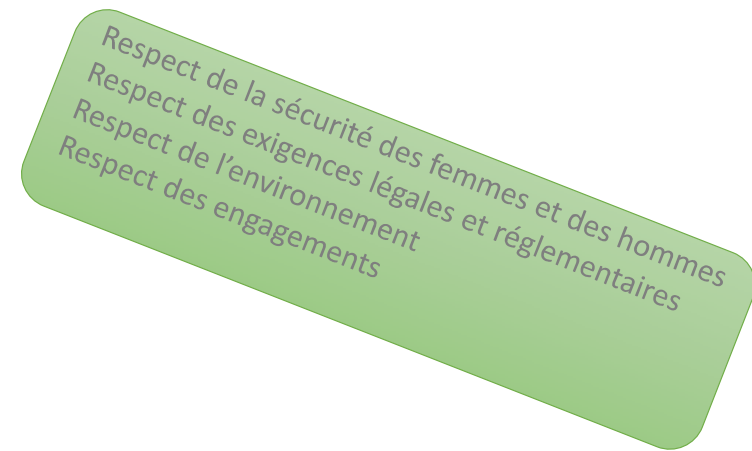 Respect de la sécurité des femmes et des hommes
Respect des exigences légales et réglementaires
Respect de l’environnement
Respect des engagements